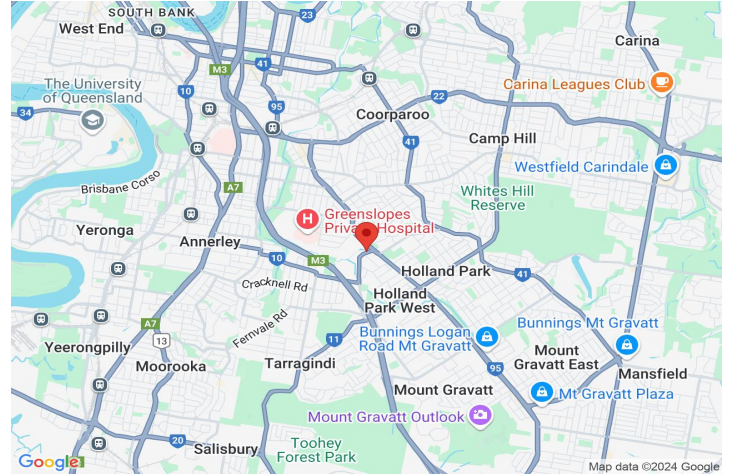 SOUTH BANK
West End
23
Carina
M3
41
The University
of Queensland
10
Carina Leagues Club
95
22
34
Coorparoo
41
Camp Hill
Westfield Carindale
A7
Brisbane Corso
Whites Hill
Reserve
H
Greenslopes
Private Hospital
Yeronga
Annerley
10
M3
Holland Park
41
Cracknell Rd
Holland
Park West
Fernvale Rd
A7
11
Bunnings Logan
Road Mt Gravatt
Bunnings Mt Gravatt
13
Yeerongpilly
Moorooka
Tarragindi
95
Mount
Gravatt East
Mansfield
Mount Gravatt
Mt Gravatt Plaza
Mount Gravatt Outlook
20
Salisbury
Toohey
Forest Park
Google
Map data ©2024 Google